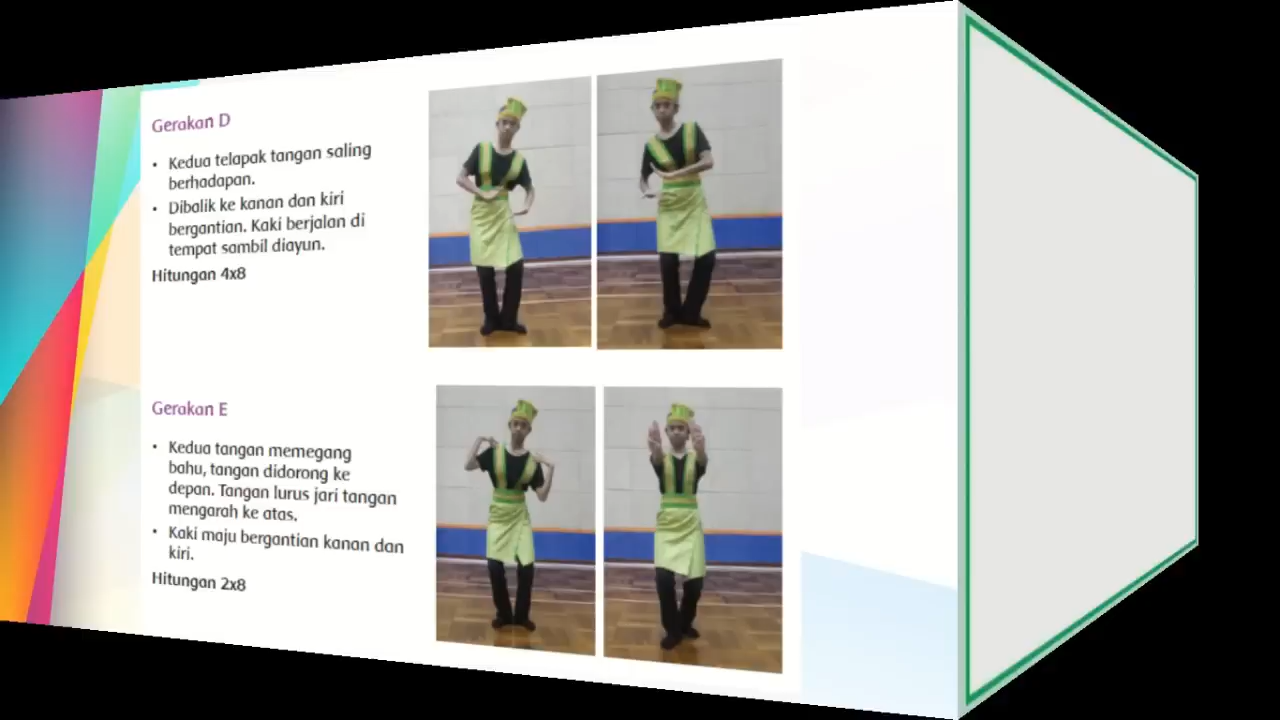 Gerakan D
• Kedua telapak tangan saling
berhadapan.
• Dibalik ke kanan dan kiri
bergantian. Kaki berjalan di
tempat sambil diayun.
Hitungan 4x8
Gerakan E
• Kedua tangan memegang
bahu, tangan didorong ke
depan. Tangan lurus jari tangan
mengarah ke atas.
• Kaki maju bergantian kanan dan
kiri.
Hitungan 2x8